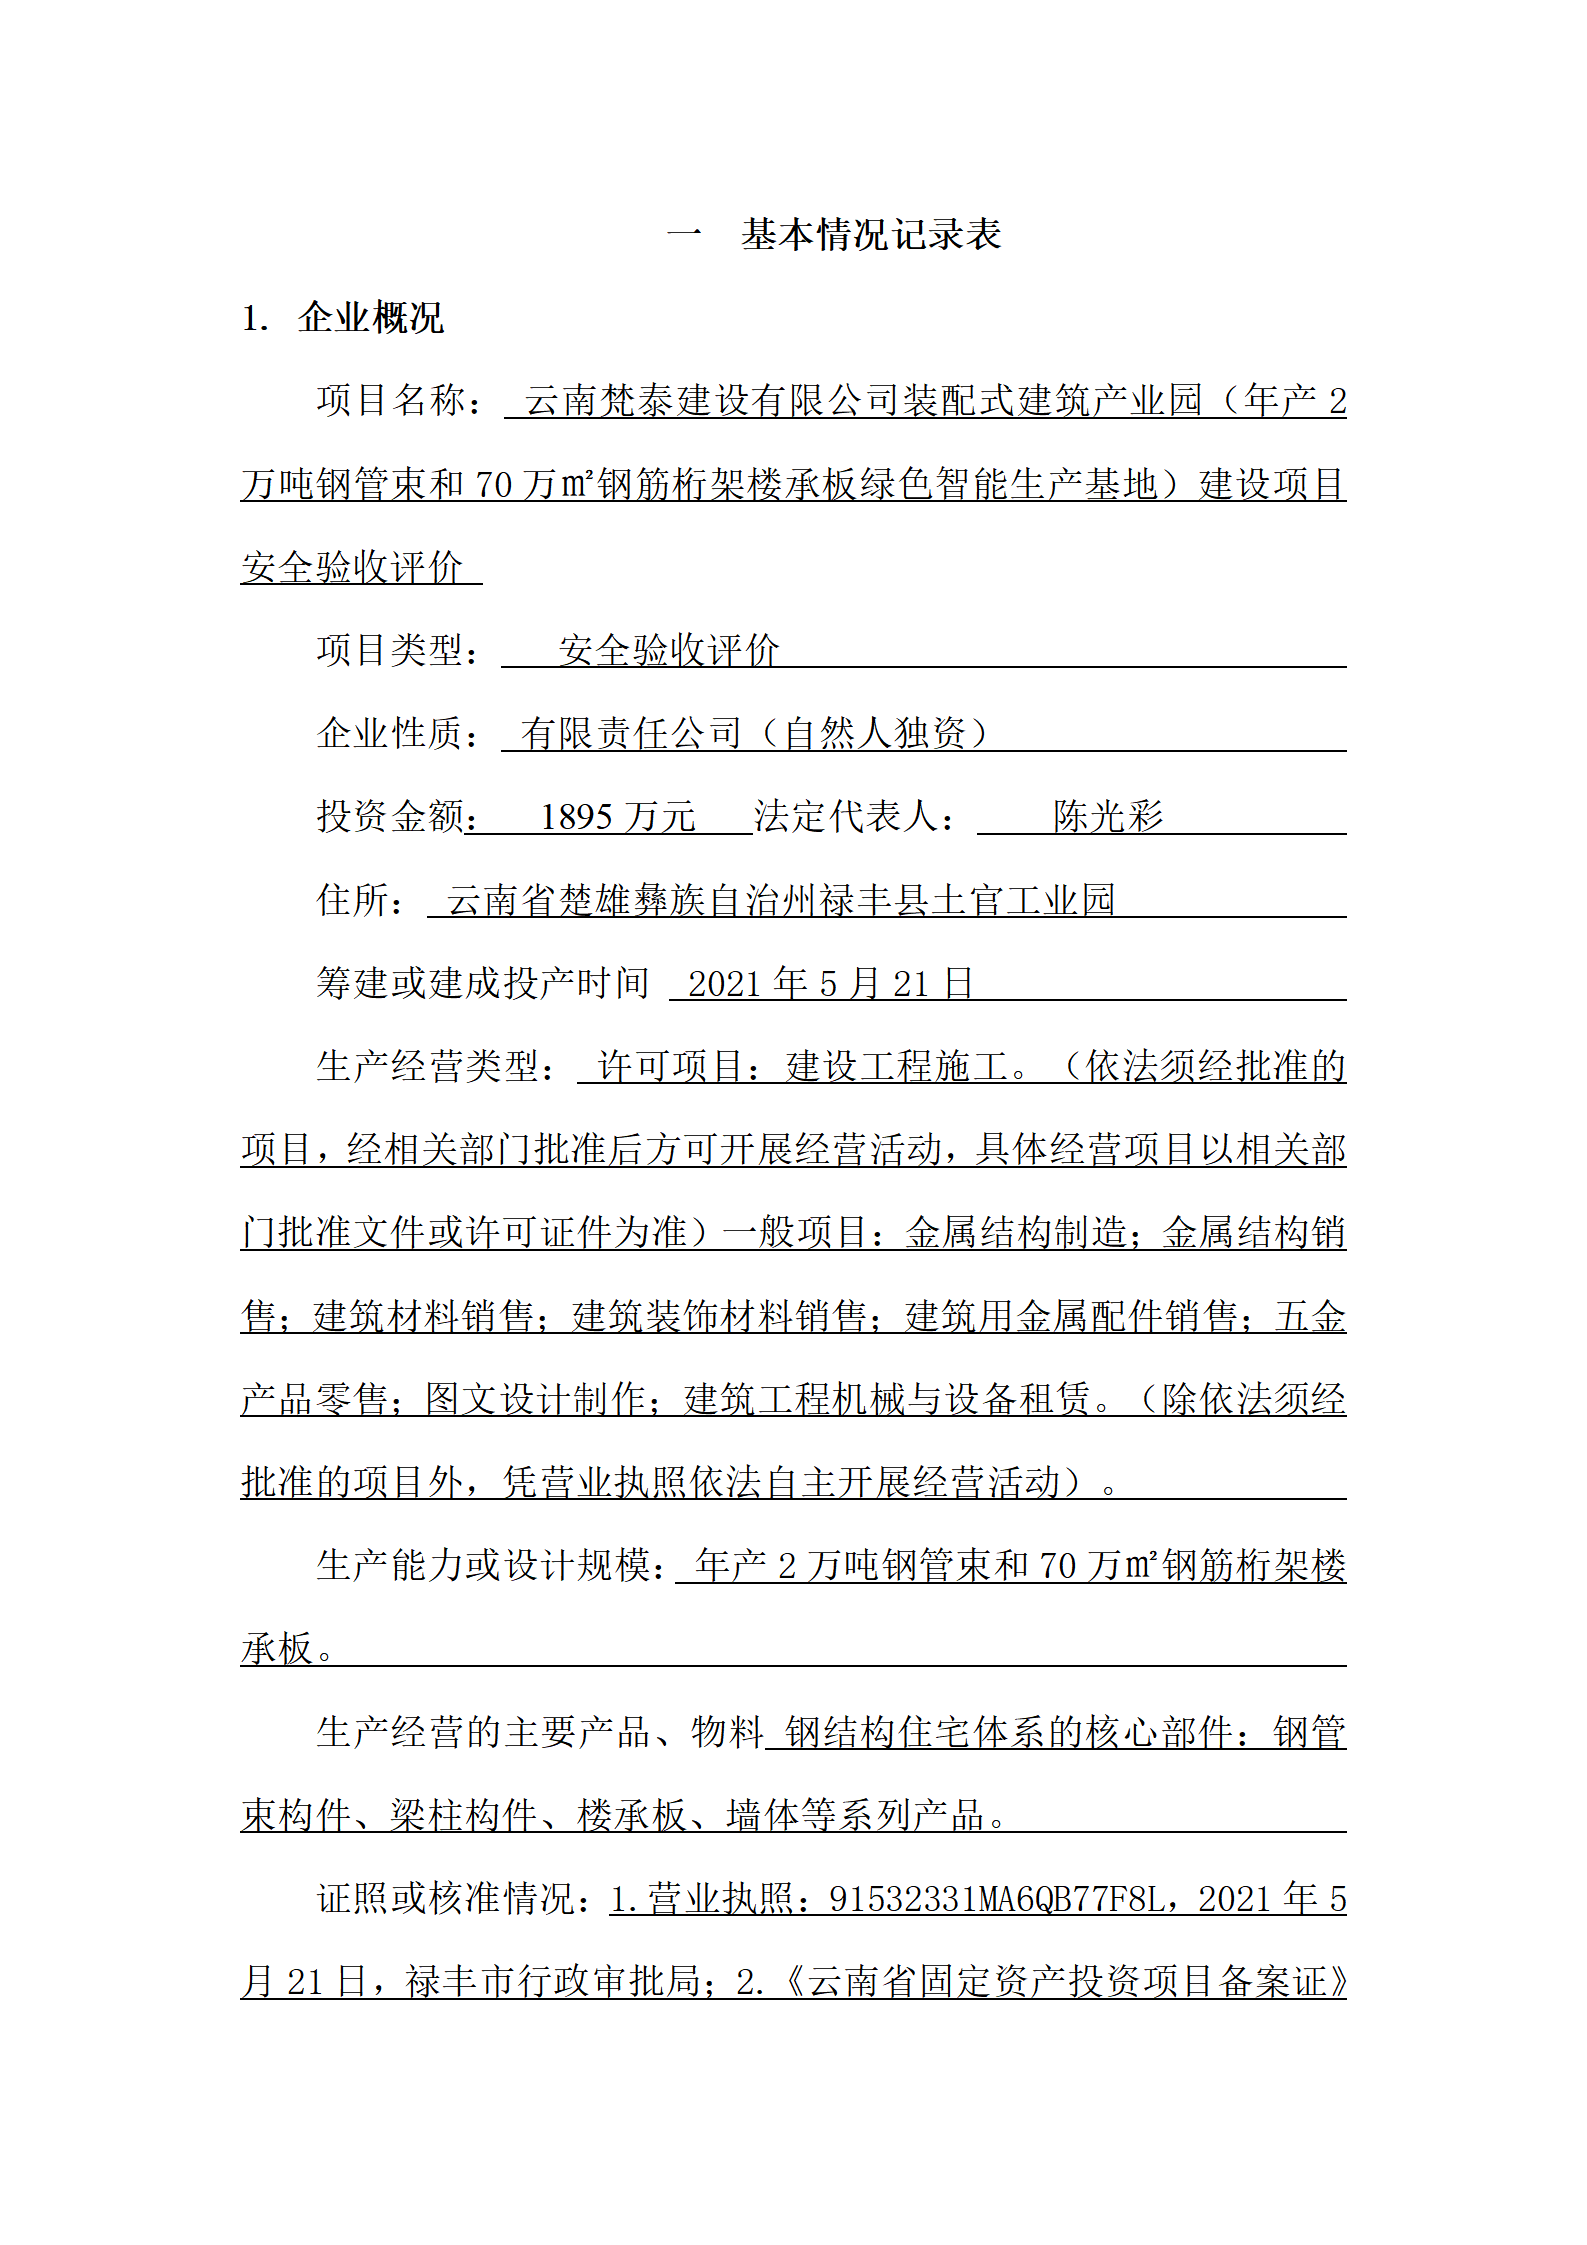 一 基本情况记录表
1. 企业概况
项目名称： 云南梵泰建设有限公司装配式建筑产业园（年产 2
万吨钢管束和 70 万㎡钢筋桁架楼承板绿色智能生产基地）建设项目
安全验收评价
项目类型： 安全验收评价
企业性质： 有限责任公司（自然人独资）
投资金额： 1895 万元 法定代表人： 陈光彩
住所： 云南省楚雄彝族自治州禄丰县土官工业园
筹建或建成投产时间 2021 年 5 月 21 日
生产经营类型： 许可项目：建设工程施工。（依法须经批准的
项目，经相关部门批准后方可开展经营活动，具体经营项目以相关部
门批准文件或许可证件为准）一般项目：金属结构制造；金属结构销
售；建筑材料销售；建筑装饰材料销售；建筑用金属配件销售；五金
产品零售；图文设计制作；建筑工程机械与设备租赁。（除依法须经
批准的项目外，凭营业执照依法自主开展经营活动）。
生产能力或设计规模： 年产 2 万吨钢管束和 70 万㎡钢筋桁架楼
承板。
生产经营的主要产品、物料 钢结构住宅体系的核心部件：钢管
束构件、梁柱构件、楼承板、墙体等系列产品。
证照或核准情况：1.营业执照：91532331MA6QB77F8L，2021 年 5
月 21 日，禄丰市行政审批局；2.《云南省固定资产投资项目备案证》